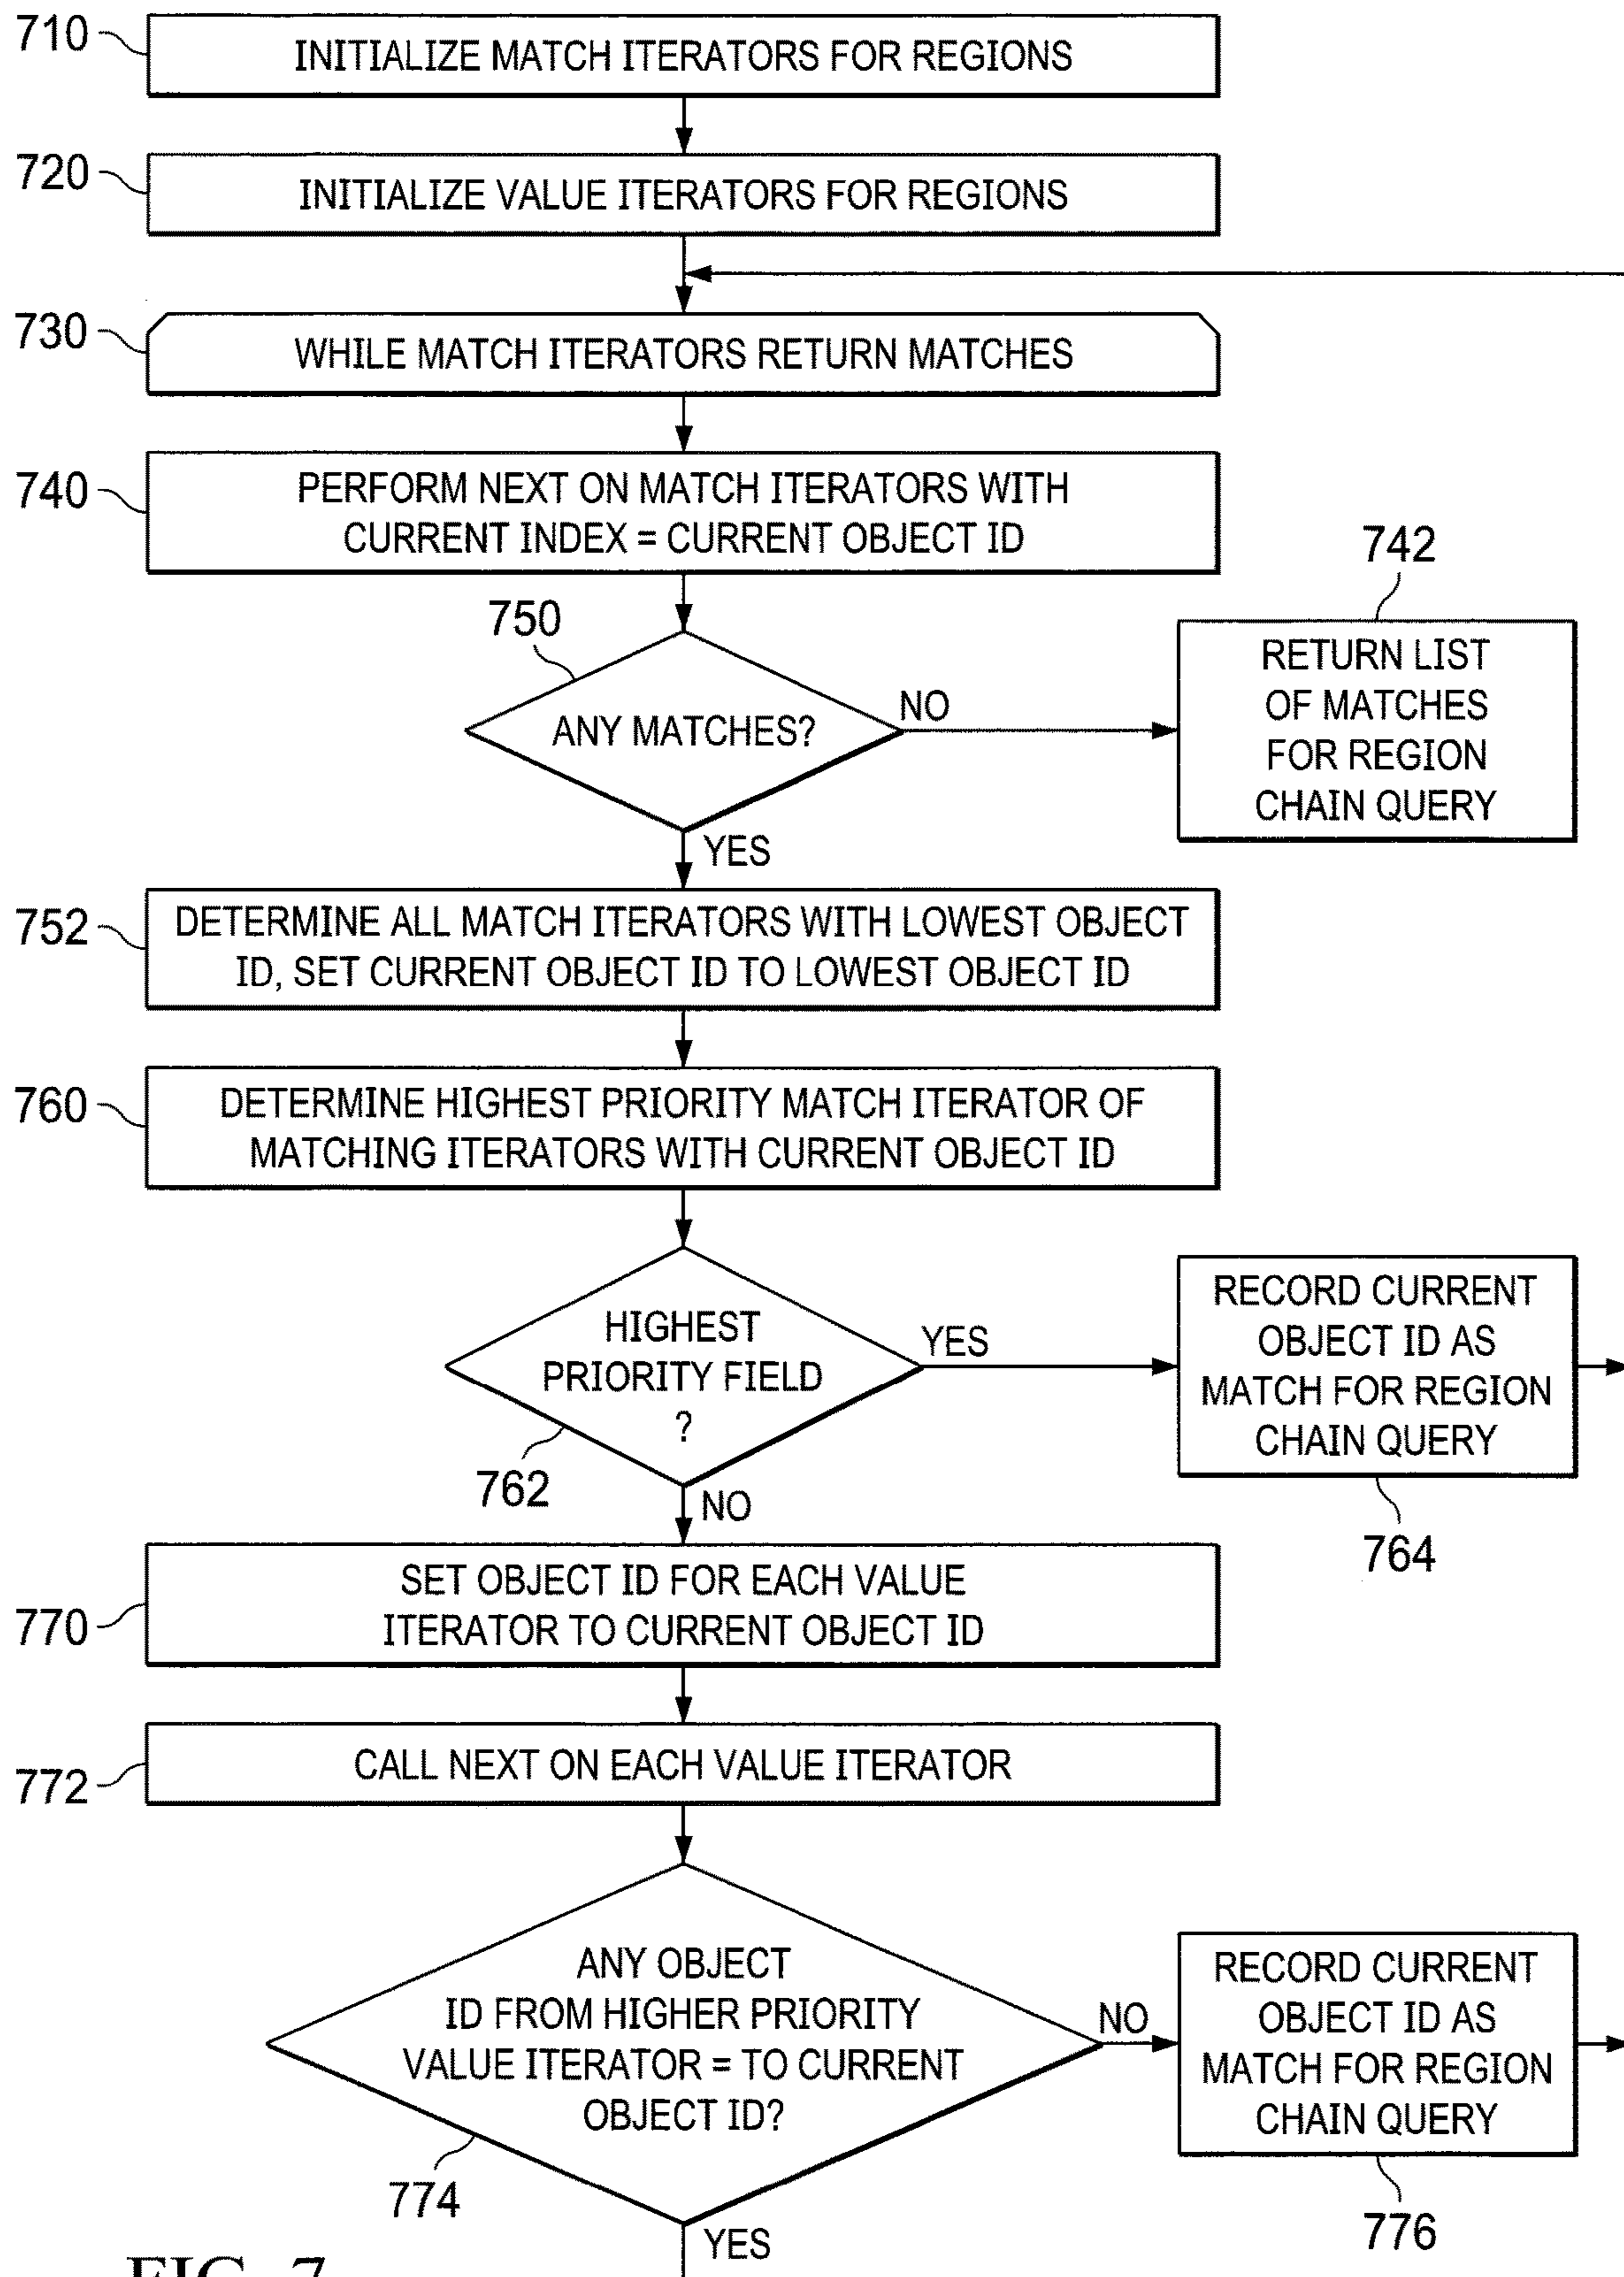 710
INITIALIZE MATCH ITERATORS FOR REGIONS
720
INITIALIZE VALUE ITERATORS FOR REGIONS
730
WHILE MATCH ITERATORS RETURN MATCHES
740
PERFORM NEXT ON MATCH ITERATORS WITH
CURRENT INDEX = CURRENT OBJECT ID
742
750
ANY MATCHES?
NO
RETURN LIST
OF MATCHES
FOR REGION
CHAIN QUERY
YES
752
DETERMINE ALL MATCH ITERATORS WITH LOWEST OBJECT
ID, SET CURRENT OBJECT ID TO LOWEST OBJECT ID
760
DETERMINE HIGHEST PRIORITY MATCH ITERATOR OF
MATCHING ITERATORS WITH CURRENT OBJECT ID
HIGHEST
PRIORITY FIELD
?
762
YES
RECORD CURRENT
OBJECT ID AS
MATCH FOR REGION
CHAIN QUERY
764
NO
770
SET OBJECT ID FOR EACH VALUE
ITERATOR TO CURRENT OBJECT ID
772
CALL NEXT ON EACH VALUE ITERATOR
ANY OBJECT
ID FROM HIGHER PRIORITY
VALUE ITERATOR = TO CURRENT
OBJECT ID?
774
NO
RECORD CURRENT
OBJECT ID AS
MATCH FOR REGION
CHAIN QUERY
776
YES
FIG. 7